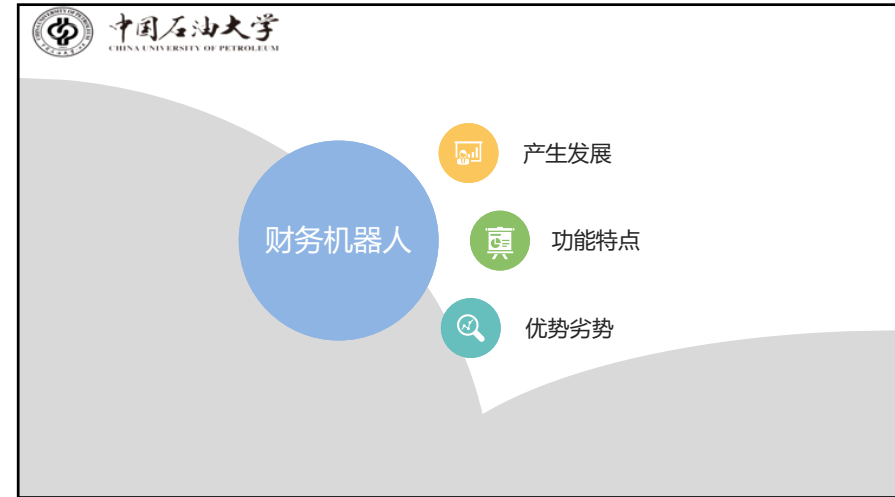 中国石油大学
CHINA UNIVERSITY OF PETROLEUM
产生发展
财务机器人
功能特点
优势劣势